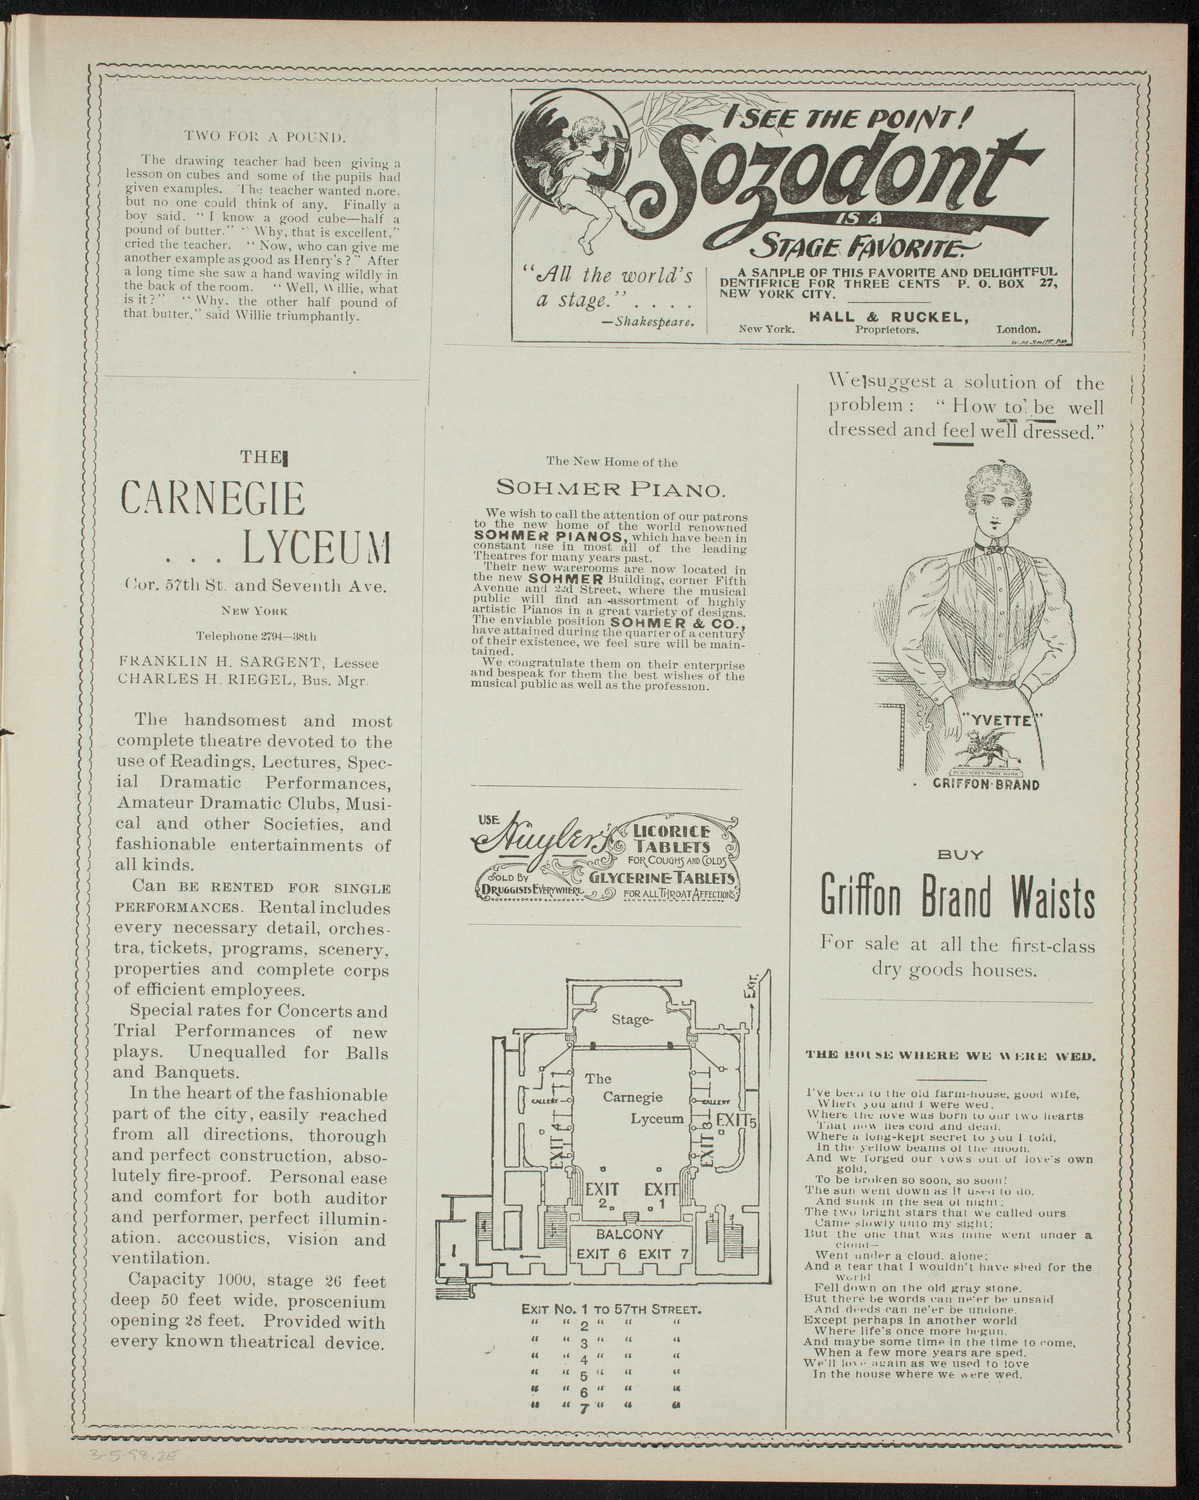 TWO FOR A POUND.
The drawing teacher had been giving a
lesson on cubes and some of the pupils had
given examples. The teacher wanted more,
but no one could think of any. Finally a
boy said. “ I know a good cube—half a
pound of butter.” “ Why, that is excellent,”
cried the teacher. “ Now, who can give me
another example as good as Henry's ? ” After
a long time she saw a hand waving wildly in
the back of the room. “ Well, Willie, what
is it ? ” “ Why, the other half pound of
that butter,” said Willie triumphantly.
THE
CARNEGIE
. . . LYCEUM
Cor. 57th St. and Seventh Ave.
NEW YORK
Telephone 2794—38th
FRANKLIN H. SARGENT, Lessee
CHARLES H. RIEGEL, Bus. Mgr.
The handsomest and most
complete theatre devoted to the
use of Readings, Lectures, Spec-
ial Dramatic Performances,
Amateur Dramatic Clubs, Musi-
cal and other Societies, and
fashionable entertainments of
all kinds.
Can BE RENTED FOR SINGLE
PERFORMANCES. Rental includes
every necessary detail, orches-
tra, tickets, programs, scenery,
properties and complete corps
of efficient employees.
Special rates for Concerts and
Trial Performances of new
plays. Unequalled for Balls
and Banquets.
In the heart of the fashionable
part of the city, easily reached
from all directions, thorough
and perfect construction, abso-
lutely fire-proof. Personal ease
and comfort for both auditor
and performer, perfect illumin-
ation. accoustics, vision and
ventilation.
Capacity 1000, stage 26 feet
deep 50 feet wide, proscenium
opening 28 feet. Provided with
every known theatrical device.
I SEE THE POINT!
Sozodont
IS A
STAGE FAVORITE.
“All the world's
a stage.” . . . .
—Shakespeare.
A SAMPLE OF THIS FAVORITE AND DELIGHTFUL
DENTIFRICE FOR THREE CENTS P. O. BOX 27,
NEW YORK CITY.
HALL & RUCKEL,
New York. Proprietors. London.
The New Home of the
SOHMER PIANO.
We wish to call the attention of our patrons
to the new home of the world renowned
SOHMER PIANOS, which have been in
constant use in most all of the leading
Theatres for many years past.
Their new warerooms are now located in
the new SOHMER Building, corner Fifth
Avenue and 22d Street, where the musical
public will find an assortment of highly
artistic Pianos in a great variety of designs.
The enviable position SOHMER & CO.,
have attained during the quarter of a century
of their existence, we feel sure will be main-
tained.
We congratulate them on their enterprise
and bespeak for them the best wishes of the
musical public as well as the profession.
USE Huyler's LICORICE
TABLETS
FOR COUGHS AND COLDS
SOLD BY
DRUGGISTS EVERYWHERE
GLYCERINE TABLETS
FOR ALL THROAT AFFECTIONS
EXIT.
Stage-
The
Carnegie
Lyceum
GALLERY
GALLERY
EXIT 4
EXIT 3
EXIT 5
EXIT
2.
EXIT
. 1
BALCONY
EXIT 6 EXIT 7
EXIT NO. 1 TO 57TH STREET.
“ “ 2 “ “ “
“ “ 3 “ “ “
“ “ 4 “ “ “
“ “ 5 “ “ “
“ “ 6 “ “ “
“ “ 7 “ “ “
We suggest a solution of the
problem : “ How to be well
dressed and feel well dressed.”
"YVETTE"
REGISTERED TRADE MARK
GRIFFON-BRAND
BUY
Griffon Brand Waists
For sale at all the first-class
dry goods houses.
THE HOUSE WHERE WE WERE WED.
I've been to the old farm-house, good wife,
Where you and I were wed,
Where the love was born to our two hearts
That now lies cold and dead.
Where a long-kept secret to you I told,
In the yellow beams of the moon,
And we forged our vows out of love's own
gold,
To be broken so soon, so soon!
The sun went down as it used to do,
And sunk in the sea of night;
The two bright stars that we called ours
Came slowly unto my sight;
But the one that was mine went under a
cloud—
Went under a cloud, alone;
And a tear that I wouldn't have shed for the
world
Fell down on the old gray stone.
But there be words can ne'er be unsaid
And deeds can ne'er be undone,
Except perhaps in another world
Where life's once more begun.
And maybe some time in the time to come,
When a few more years are sped,
We'll love again as we used to love
In the house where we were wed.
3-5-98.2E